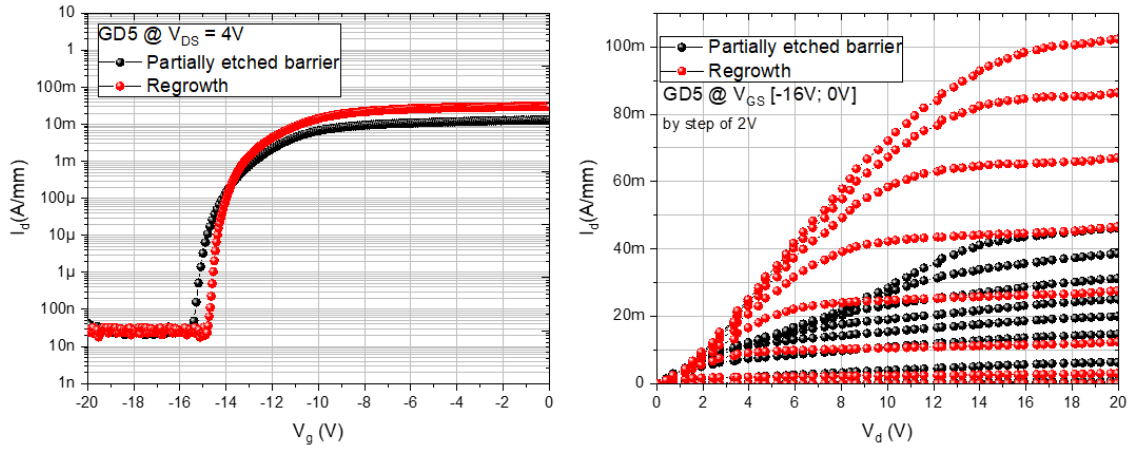 GD5 @ VDS = 4V
Partially etched barrier
Regrowth
10
1
100m
10m
1m
100µ
10µ
1µ
100n
10n
1n
Id(A/mm)
-20 -18 -16 -14 -12 -10 -8 -6 -4 -2 0
Vg (V)
Partially etched barrier
Regrowth
GD5 @ VGS [-16V; 0V]
by step of 2V
100m
80m
60m
40m
20m
0
Id(A/mm)
0 2 4 6 8 10 12 14 16 18 20
Vd (V)